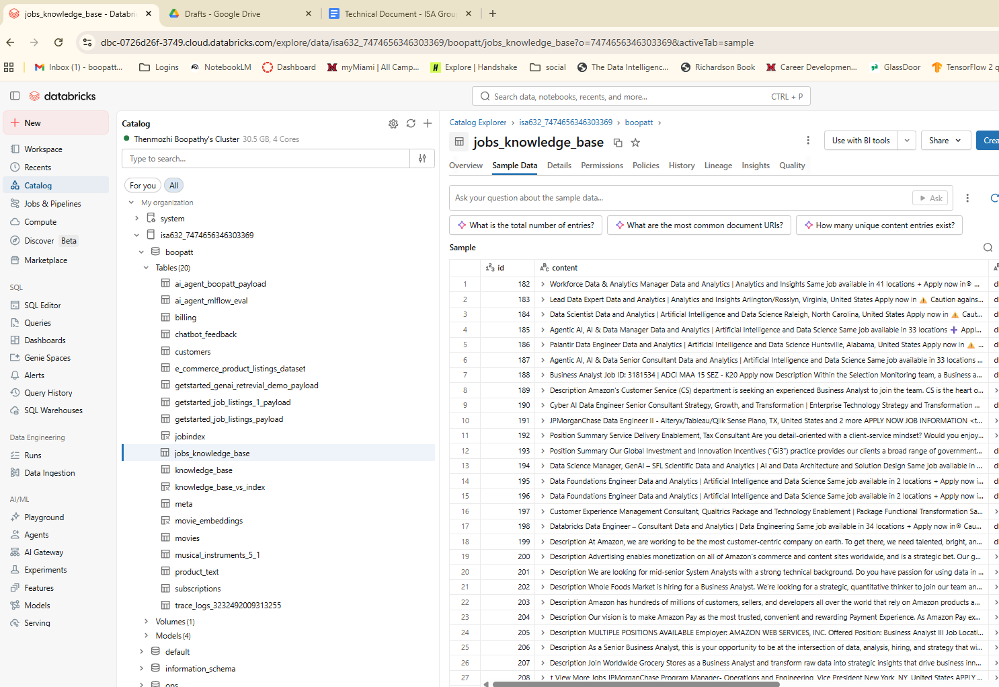 jobs_knowledge_base - Databri
Drafts - Google Drive
Technical Document - ISA Grou
dbc-0726d26f-3749.cloud.databricks.com/explore/data/isa632_7474656346303369/boopatt/jobs_knowledge_base?o=7474656346303369&activeTab=sample
Inbox (1) - boopatt...
Logins
NotebookLM
Dashboard
myMiami | All Camp...
Explore | Handshake
social
The Data Intelligenc...
Richardson Book
Career Developmen...
GlassDoor
TensorFlow 2 q
databricks
Search data, notebooks, recents, and more...
CTRL + P
New
Workspace
Recents
Catalog
Jobs & Pipelines
Compute
Discover Beta
Marketplace
SQL
SQL Editor
Queries
Dashboards
Genie Spaces
Alerts
Query History
SQL Warehouses
Data Engineering
Runs
Data Ingestion
AI/ML
Playground
Agents
AI Gateway
Experiments
Features
Models
Serving
Catalog
Thenmozhi Boopathy's Cluster 30.5 GB, 4 Cores
Type to search...
For you All
My organization
system
isa632_7474656346303369
boopatt
Tables (20)
ai_agent_boopatt_payload
ai_agent_mlflow_eval
billing
chatbot_feedback
customers
e_commerce_product_listings_dataset
getstarted_genai_retrevial_demo_payload
getstarted_job_listings_1_payload
getstarted_job_listings_payload
jobindex
jobs_knowledge_base
knowledge_base
knowledge_base_vs_index
meta
movie_embeddings
movies
musical_instruments_5_1
product_text
subscriptions
trace_logs_3232492009313255
Volumes (1)
Models (4)
default
information_schema
ops
Catalog Explorer › isa632_7474656346303369 › boopatt ›
jobs_knowledge_base
Use with BI tools
Share
Crea
Overview Sample Data Details Permissions Policies History Lineage Insights Quality
Ask your question about the sample data...
Ask
What is the total number of entries?
What are the most common document URIs?
How many unique content entries exist?
Sample
id content
1 182 Workforce Data & Analytics Manager Data and Analytics | Analytics and Insights Same job available in 41 locations + Apply now in® ...
2 183 Lead Data Expert Data and Analytics | Analytics and Insights Arlington/Rosslyn, Virginia, United States Apply now in ⚠ Caution agains...
3 184 Data Scientist Data and Analytics | Artificial Intelligence and Data Science Raleigh, North Carolina, United States Apply now in ⚠ Caut...
4 185 Agentic AI, AI & Data Manager Data and Analytics | Artificial Intelligence and Data Science Same job available in 33 locations ➕ Appl...
5 186 Palantir Data Engineer Data and Analytics | Artificial Intelligence and Data Science Huntsville, Alabama, United States Apply now in ⚠ ...
6 187 Agentic AI, AI & Data Senior Consultant Data and Analytics | Artificial Intelligence and Data Science Same job available in 33 locations ...
7 188 Business Analyst Job ID: 3181534 | ADCI MAA 15 SEZ - K20 Apply now Description Within the Selection Monitoring team, a Business a...
8 189 Description Amazon's Customer Service (CS) department is seeking an experienced Business Analyst to join the team. CS is the heart o...
9 190 Cyber AI Data Engineer Senior Consultant Strategy, Growth, and Transformation | Enterprise Technology Strategy and Transformation ...
10 191 JPMorganChase Data Engineer II - Alteryx/Tableau/Qlik Sense Plano, TX, United States and 2 more APPLY NOW JOB INFORMATION <t...
11 192 Position Summary Service Delivery Enablement, Tax Consultant Are you detail-oriented with a client-service mindset? Would you enjoy...
12 193 Position Summary Our Global Investment and Innovation Incentives ("Gi3") practice provides our clients a broad range of government...
13 194 Data Science Manager, GenAI – SFL Scientific Data and Analytics | AI and Data Architecture and Solution Design Same job available in ...
14 195 Data Foundations Engineer Data and Analytics | Artificial Intelligence and Data Science Same job available in 2 locations + Apply now i...
15 196 Data Foundations Engineer Data and Analytics | Artificial Intelligence and Data Science Same job available in 2 locations + Apply now i...
16 197 Customer Experience Management Consultant, Qualtrics Package and Technology Enablement | Package Functional Transformation Sa...
17 198 Databricks Data Engineer – Consultant Data and Analytics | Data Engineering Same job available in 34 locations + Apply now in® Cau...
18 199 Description At Amazon, we are working to be the most customer-centric company on earth. To get there, we need talented, bright, an...
19 200 Description Advertising enables monetization on all of Amazon's commerce and content sites worldwide, and is a strategic bet. Our g...
20 201 Description We are looking for mid-senior System Analysts with a strong technical background. Do you have passion for using data in ...
21 202 Description Whole Foods Market is hiring for a Business Analyst. We're looking for a strategic, quantitative thinker to join our team an...
22 203 Description Amazon has hundreds of millions of customers, sellers, and developers all over the world that rely on Amazon products a...
23 204 Description Our vision is to make Amazon Pay as the most trusted, convenient and rewarding Payment Experience. As Amazon Pay ex...
24 205 Description MULTIPLE POSITIONS AVAILABLE Employer: AMAZON WEB SERVICES, INC. Offered Position: Business Analyst III Job Locati...
25 206 Description As a Senior Business Analyst, this is your opportunity to be at the intersection of data, analysis, hiring, and strategy that wi...
26 207 Description Join Worldwide Grocery Stores as a Business Analyst and transform raw data into strategic insights that drive business inn...
27 208 ↑ View More Jobs JPMorganChase Program Manager- Operations and Engineering, Vice President New York, NY, United States APPLY ...